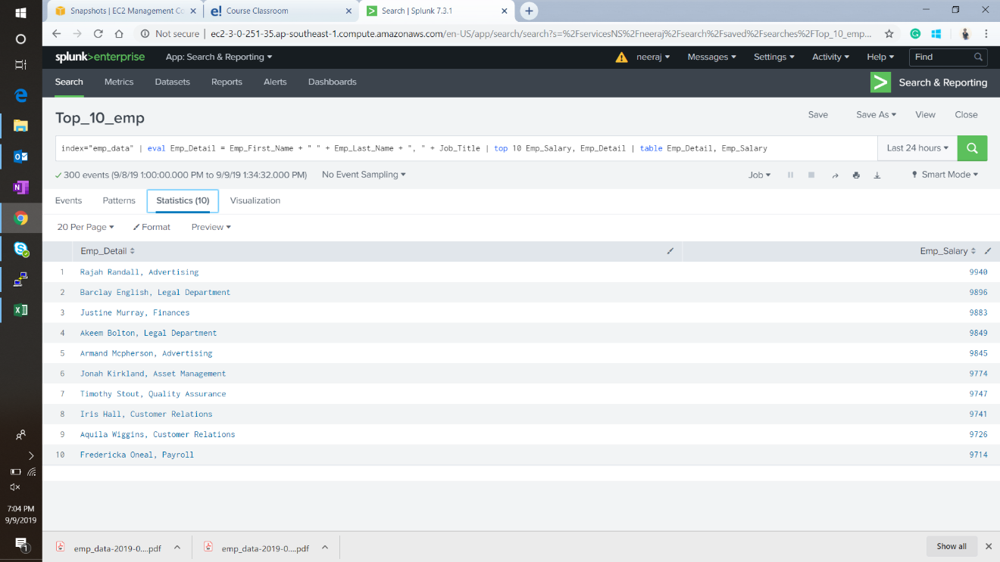 Snapshots | EC2 Management Co
Course Classroom
Search | Splunk 7.3.1
Not secure | ec2-3-0-251-35.ap-southeast-1.compute.amazonaws.com/en-US/app/search/search?s=%2FservicesNS%2Fneeraj%2Fsearch%2Fsaved%2Fsearches%2FTop_10_emp...
splunk>enterprise App: Search & Reporting neeraj Messages Settings Activity Help Find
Search Metrics Datasets Reports Alerts Dashboards Search & Reporting
Top_10_emp Save Save As View Close
index="emp_data" | eval Emp_Detail = Emp_First_Name + " " + Emp_Last_Name + ", " + Job_Title | top 10 Emp_Salary, Emp_Detail | table Emp_Detail, Emp_Salary Last 24 hours
300 events (9/8/19 1:00:00.000 PM to 9/9/19 1:34:32.000 PM) No Event Sampling Job Smart Mode
Events Patterns Statistics (10) Visualization
20 Per Page Format Preview
Emp_Detail Emp_Salary
1 Rajah Randall, Advertising 9940
2 Barclay English, Legal Department 9896
3 Justine Murray, Finances 9883
4 Akeem Bolton, Legal Department 9849
5 Armand Mcpherson, Advertising 9845
6 Jonah Kirkland, Asset Management 9774
7 Timothy Stout, Quality Assurance 9747
8 Iris Hall, Customer Relations 9741
9 Aquila Wiggins, Customer Relations 9726
10 Fredericka Oneal, Payroll 9714
7:04 PM
9/9/2019
1
emp_data-2019-0....pdf emp_data-2019-0....pdf Show all